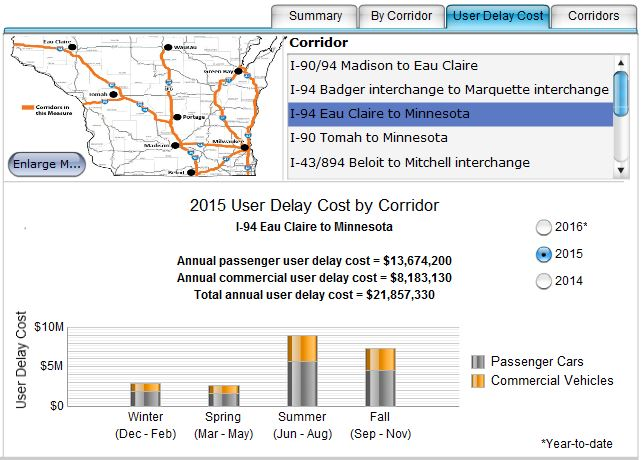 Summary
By Corridor
User Delay Cost
Corridors
Eau Claire
Wausau
Green Bay
Tomah
Corridors in
this Measure
Portage
Madison
Milwaukee
Beloit
Enlarge M...
Corridor
I-90/94 Madison to Eau Claire
I-94 Badger interchange to Marquette interchange
I-94 Eau Claire to Minnesota
I-90 Tomah to Minnesota
I-43/894 Beloit to Mitchell interchange
2015 User Delay Cost by Corridor
I-94 Eau Claire to Minnesota
Annual passenger user delay cost = $13,674,200
Annual commercial user delay cost = $8,183,130
Total annual user delay cost = $21,857,330
2016*
2015
2014
User Delay Cost
$10M
$5M
$0
Winter
(Dec - Feb)
Spring
(Mar - May)
Summer
(Jun - Aug)
Fall
(Sep - Nov)
Passenger Cars
Commercial Vehicles
*Year-to-date